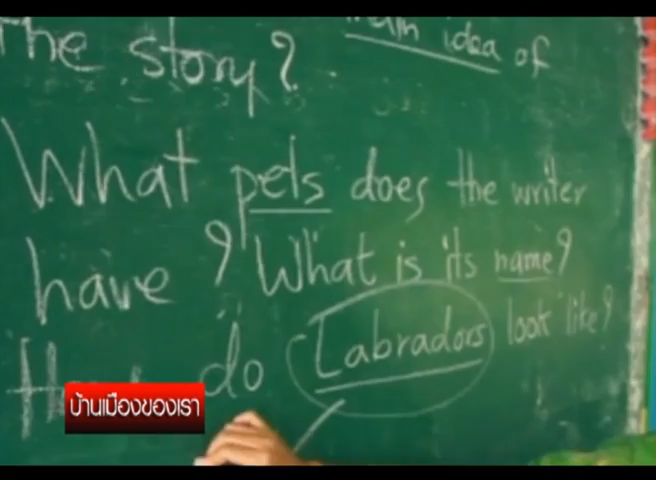 The story?
main idea of
What pets does the writer
have? What is its name?
How do Labradors look like?
บ้านเมืองของเรา